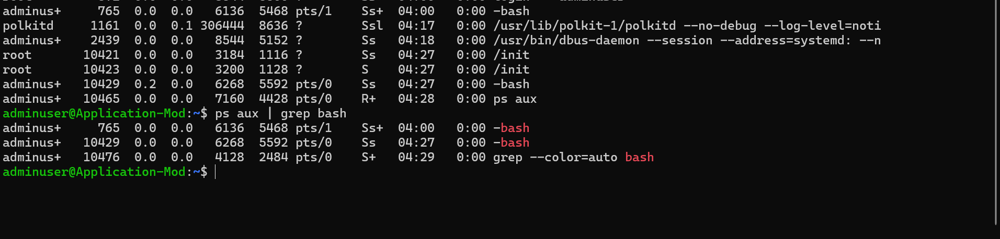 adminus+     765  0.0  0.0   6136  5468 pts/1    Ss+  04:00   0:00 -bash
polkitd     1161  0.0  0.1 306444  8636 ?        Ssl  04:17   0:00 /usr/lib/polkit-1/polkitd --no-debug --log-level=noti
adminus+    2439  0.0  0.0   8544  5152 ?        Ss   04:18   0:00 /usr/bin/dbus-daemon --session --address=systemd: --n
root       10421  0.0  0.0   3184  1116 ?        Ss   04:27   0:00 /init
root       10423  0.0  0.0   3200  1128 ?        S    04:27   0:00 /init
adminus+   10429  0.2  0.0   6268  5592 pts/0    Ss   04:27   0:00 -bash
adminus+   10465  0.0  0.0   7160  4428 pts/0    R+   04:28   0:00 ps aux
adminuser@Application-Mod:~$ ps aux | grep bash
adminus+     765  0.0  0.0   6136  5468 pts/1    Ss+  04:00   0:00 -bash
adminus+   10429  0.0  0.0   6268  5592 pts/0    Ss   04:27   0:00 -bash
adminus+   10476  0.0  0.0   4128  2484 pts/0    S+   04:29   0:00 grep --color=auto bash
adminuser@Application-Mod:~$